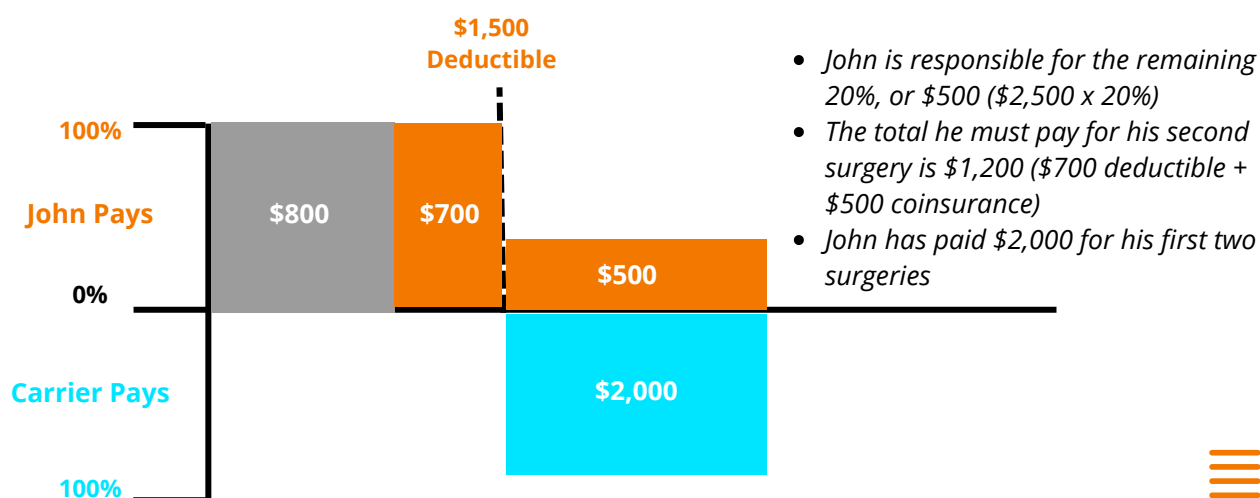 $1,500
Deductible
100%
John Pays
0%
Carrier Pays
100%
$800
$700
$500
$2,000
• John is responsible for the remaining
20%, or $500 ($2,500 x 20%)
• The total he must pay for his second
surgery is $1,200 ($700 deductible +
$500 coinsurance)
• John has paid $2,000 for his first two
surgeries